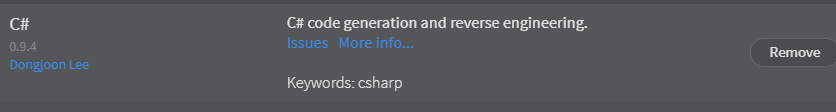 C#
0.9.4
Dongjoon Lee
C# code generation and reverse engineering.
Issues More info...
Keywords: csharp
Remove